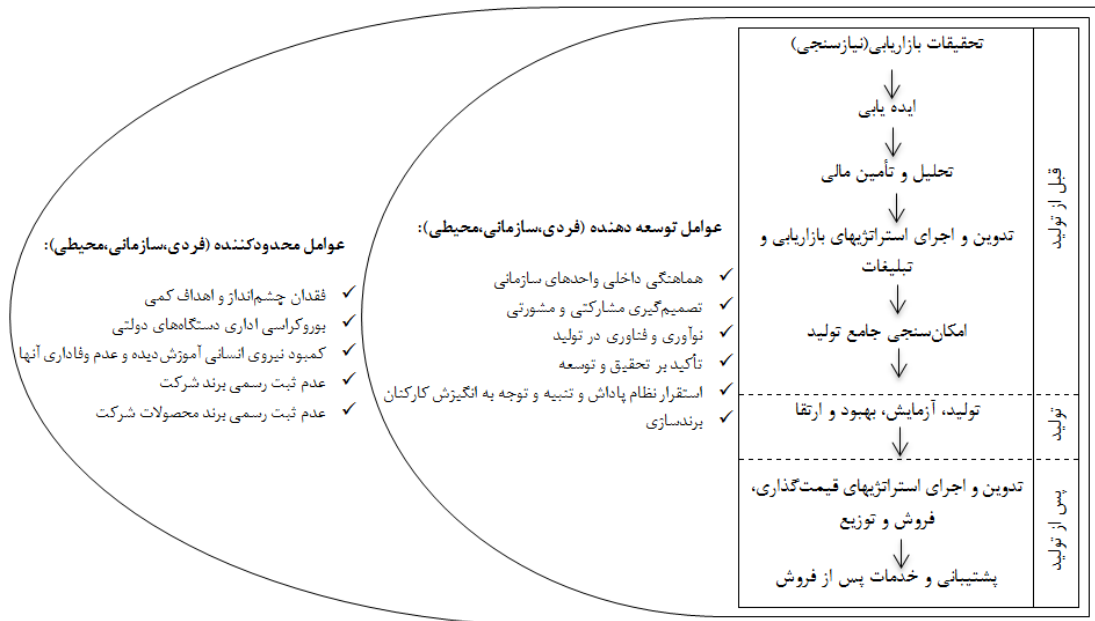 تحقیقات بازاریابی(نیازسنجی)
ایده یابی
تحلیل و تأمین مالی
تدوین و اجرای استراتژیهای بازاریابی و
تبلیغات
امکان‌سنجی جامع تولید
قبل از تولید
تولید، آزمایش، بهبود و ارتقا
تولید
تدوین و اجرای استراتژیهای قیمت‌گذاری،
فروش و توزیع
پشتیبانی و خدمات پس از فروش
پس از تولید
عوامل توسعه دهنده (فردی،سازمانی،محیطی):
✓ هماهنگی داخلی واحدهای سازمانی
✓ تصمیم‌گیری مشارکتی و مشورتی
✓ نوآوری و فناوری در تولید
✓ تأکید بر تحقیق و توسعه
✓ استقرار نظام پاداش و تنبیه و توجه به انگیزش کارکنان
✓ برندسازی
عوامل محدودکننده (فردی،سازمانی،محیطی):
✓ فقدان چشم‌انداز و اهداف کمی
✓ بوروکراسی اداری دستگاه‌های دولتی
✓ کمبود نیروی انسانی آموزش‌دیده و عدم وفاداری آنها
✓ عدم ثبت رسمی برند شرکت
✓ عدم ثبت رسمی برند محصولات شرکت